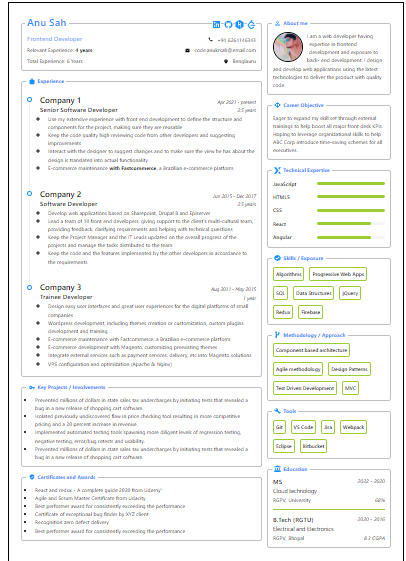 Anu Sah
Frontend Developer
+91 6261146343
Relevant Experience: 4 years
code.anukrsah@email.com
Total Experience: 6 Years
Bengluru
Experience
Company 1
Apr 2021 - present
Senior Software Developer
2.5 years
Use my extensive experience with front end development to define the structure and
components for the project, making sure they are reusable
Keep the code quality high reviewing code from other developers and suggesting
improvements
Interact with the designer to suggest changes and to make sure the view he has about the
design is translated into actual functionality
E-commerce maintenance with Fastcommerce, a Brazilian e-commerce platform
Company 2
Jun 2015 - Dec 2017
Software Developer
2.5 years
Develop web applications based on Sharepoint, Drupal 8 and Episerver
Lead a team of 10 front end developers, giving support to the client's multi-cultural team,
providing feedback, clarifying requirements and helping with technical questions
Keep the Project Manager and the IT Leads updated on the overall progress of the
projects and manage the tasks distributed to the team
Keep the code and the features implemented by the other developers in accordance to
the requirements
Company 3
Aug 2011 - May 2015
Trainee Developer
1 year
Design easy user interfaces and great user experiences for the digital platforms of small
companies
Wordpress development, including themes creation or customization, custom plugins
development and training
E-commerce maintenance with Fastcommerce, a Brazilian e-commerce platform
E-commerce development with Magento, customizing preexisting themes
Integrate external services such as payment services, delivery, etc into Magento solutions
VPS configuration and optimization (Apache & Nginx)
Key Projects / Involvements
Prevented millions of dollars in state sales tax undercharges by initiating tests that revealed a
bug in a new release of shopping cart software.
Isolated previously undiscovered flaw in price checking tool resulting in more competitive
pricing and a 20 percent increase in revenue.
Implemented automated testing tools spawning more diligent levels of regression testing,
negative testing, error/bug retests and usability.
Prevented millions of dollars in state sales tax undercharges by initiating tests that revealed a
bug in a new release of shopping cart software.
Certificates and Awards
React and redux - A complete guide 2020 from Udemy'
Agile and Scrum Master Certificate from Udacity
Best performer award for consistently exceeding the performance
Certificate of exceptional bug finder by XYZ client
Recognition zero defect delivery
Best performer award for consistently exceeding the performance
About me
I am a web developer having
expertise in frontend
development and exposure to
back- end development. I design
and develop web applications using the latest
technologies to deliver the product with quality
code.
Career Objective
Eager to expand my skill set through external
trainings to help boost all major front desk KPIs.
Hoping to leverage organizational skills to help
ABC Corp introduce time-saving schemes for all
executives.
Technical Expertise
JavaScript
HTML5
CSS
React
Angular
Skills / Exposure
Algorithms Progressive Web Apps
SQL Data Structures jQuery
Redux Firebase
Methodology / Approach
Component based architecture
Agile methodology Design Patterns
Test Driven Development MVC
Tools
Git VS Code Jira Webpack
Eclipse Bitbucket
Education
MS
2022 - 2020
Cloud technology
RGTV, University
68%
B.Tech (RGTU)
2020 - 2016
Electrical and Electronics
RGPV, Bhopal
8.3 CGPA